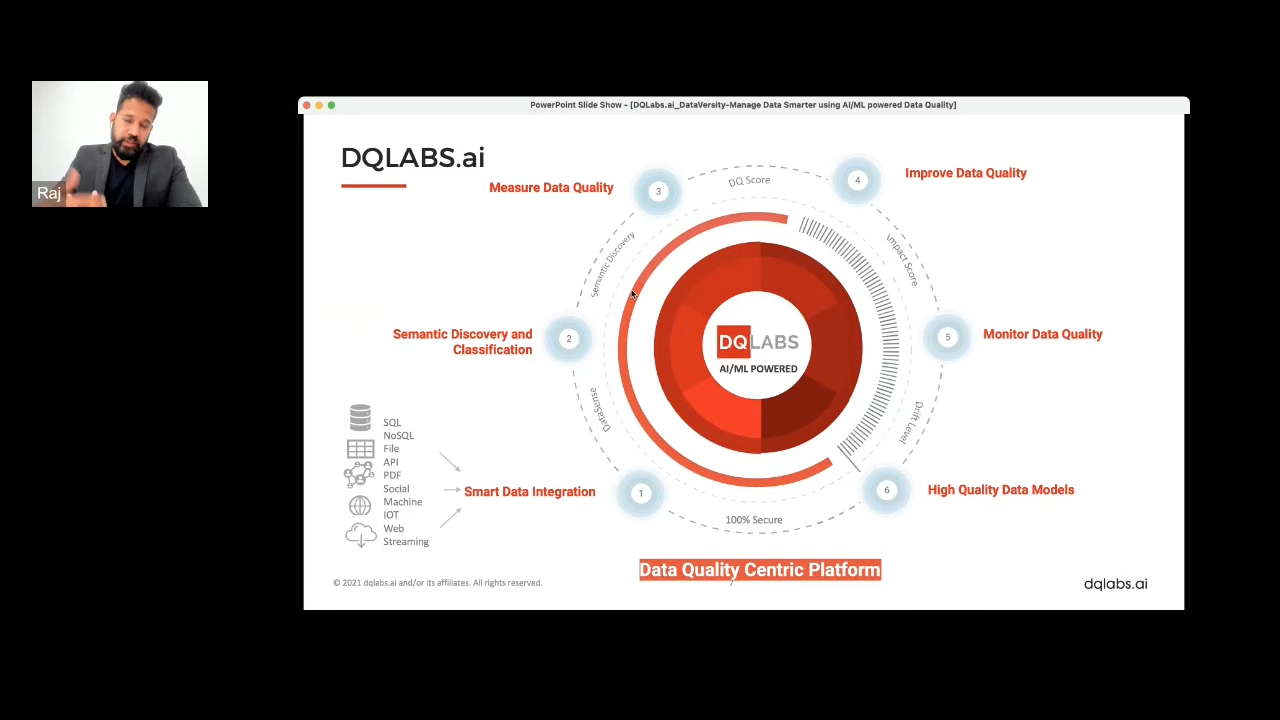 PowerPoint Slide Show - [DQLabs.ai_DataVersity-Manage Data Smarter using AI/ML powered Data Quality]
Raj
DQLABS.ai
Measure Data Quality
3
DQ Score
4
Improve Data Quality
Semantic Discovery
Impact Score
Semantic Discovery and
Classification
2
DQLABS
AI/ML POWERED
5
Monitor Data Quality
DataSense
Drift Level
SQL
NoSQL
File
API
PDF
Social
Machine
IOT
Web
Streaming
Smart Data Integration
1
100% Secure
6
High Quality Data Models
Data Quality Centric Platform
© 2021 dqlabs.ai and/or its affiliates. All rights reserved.
7
dqlabs.ai